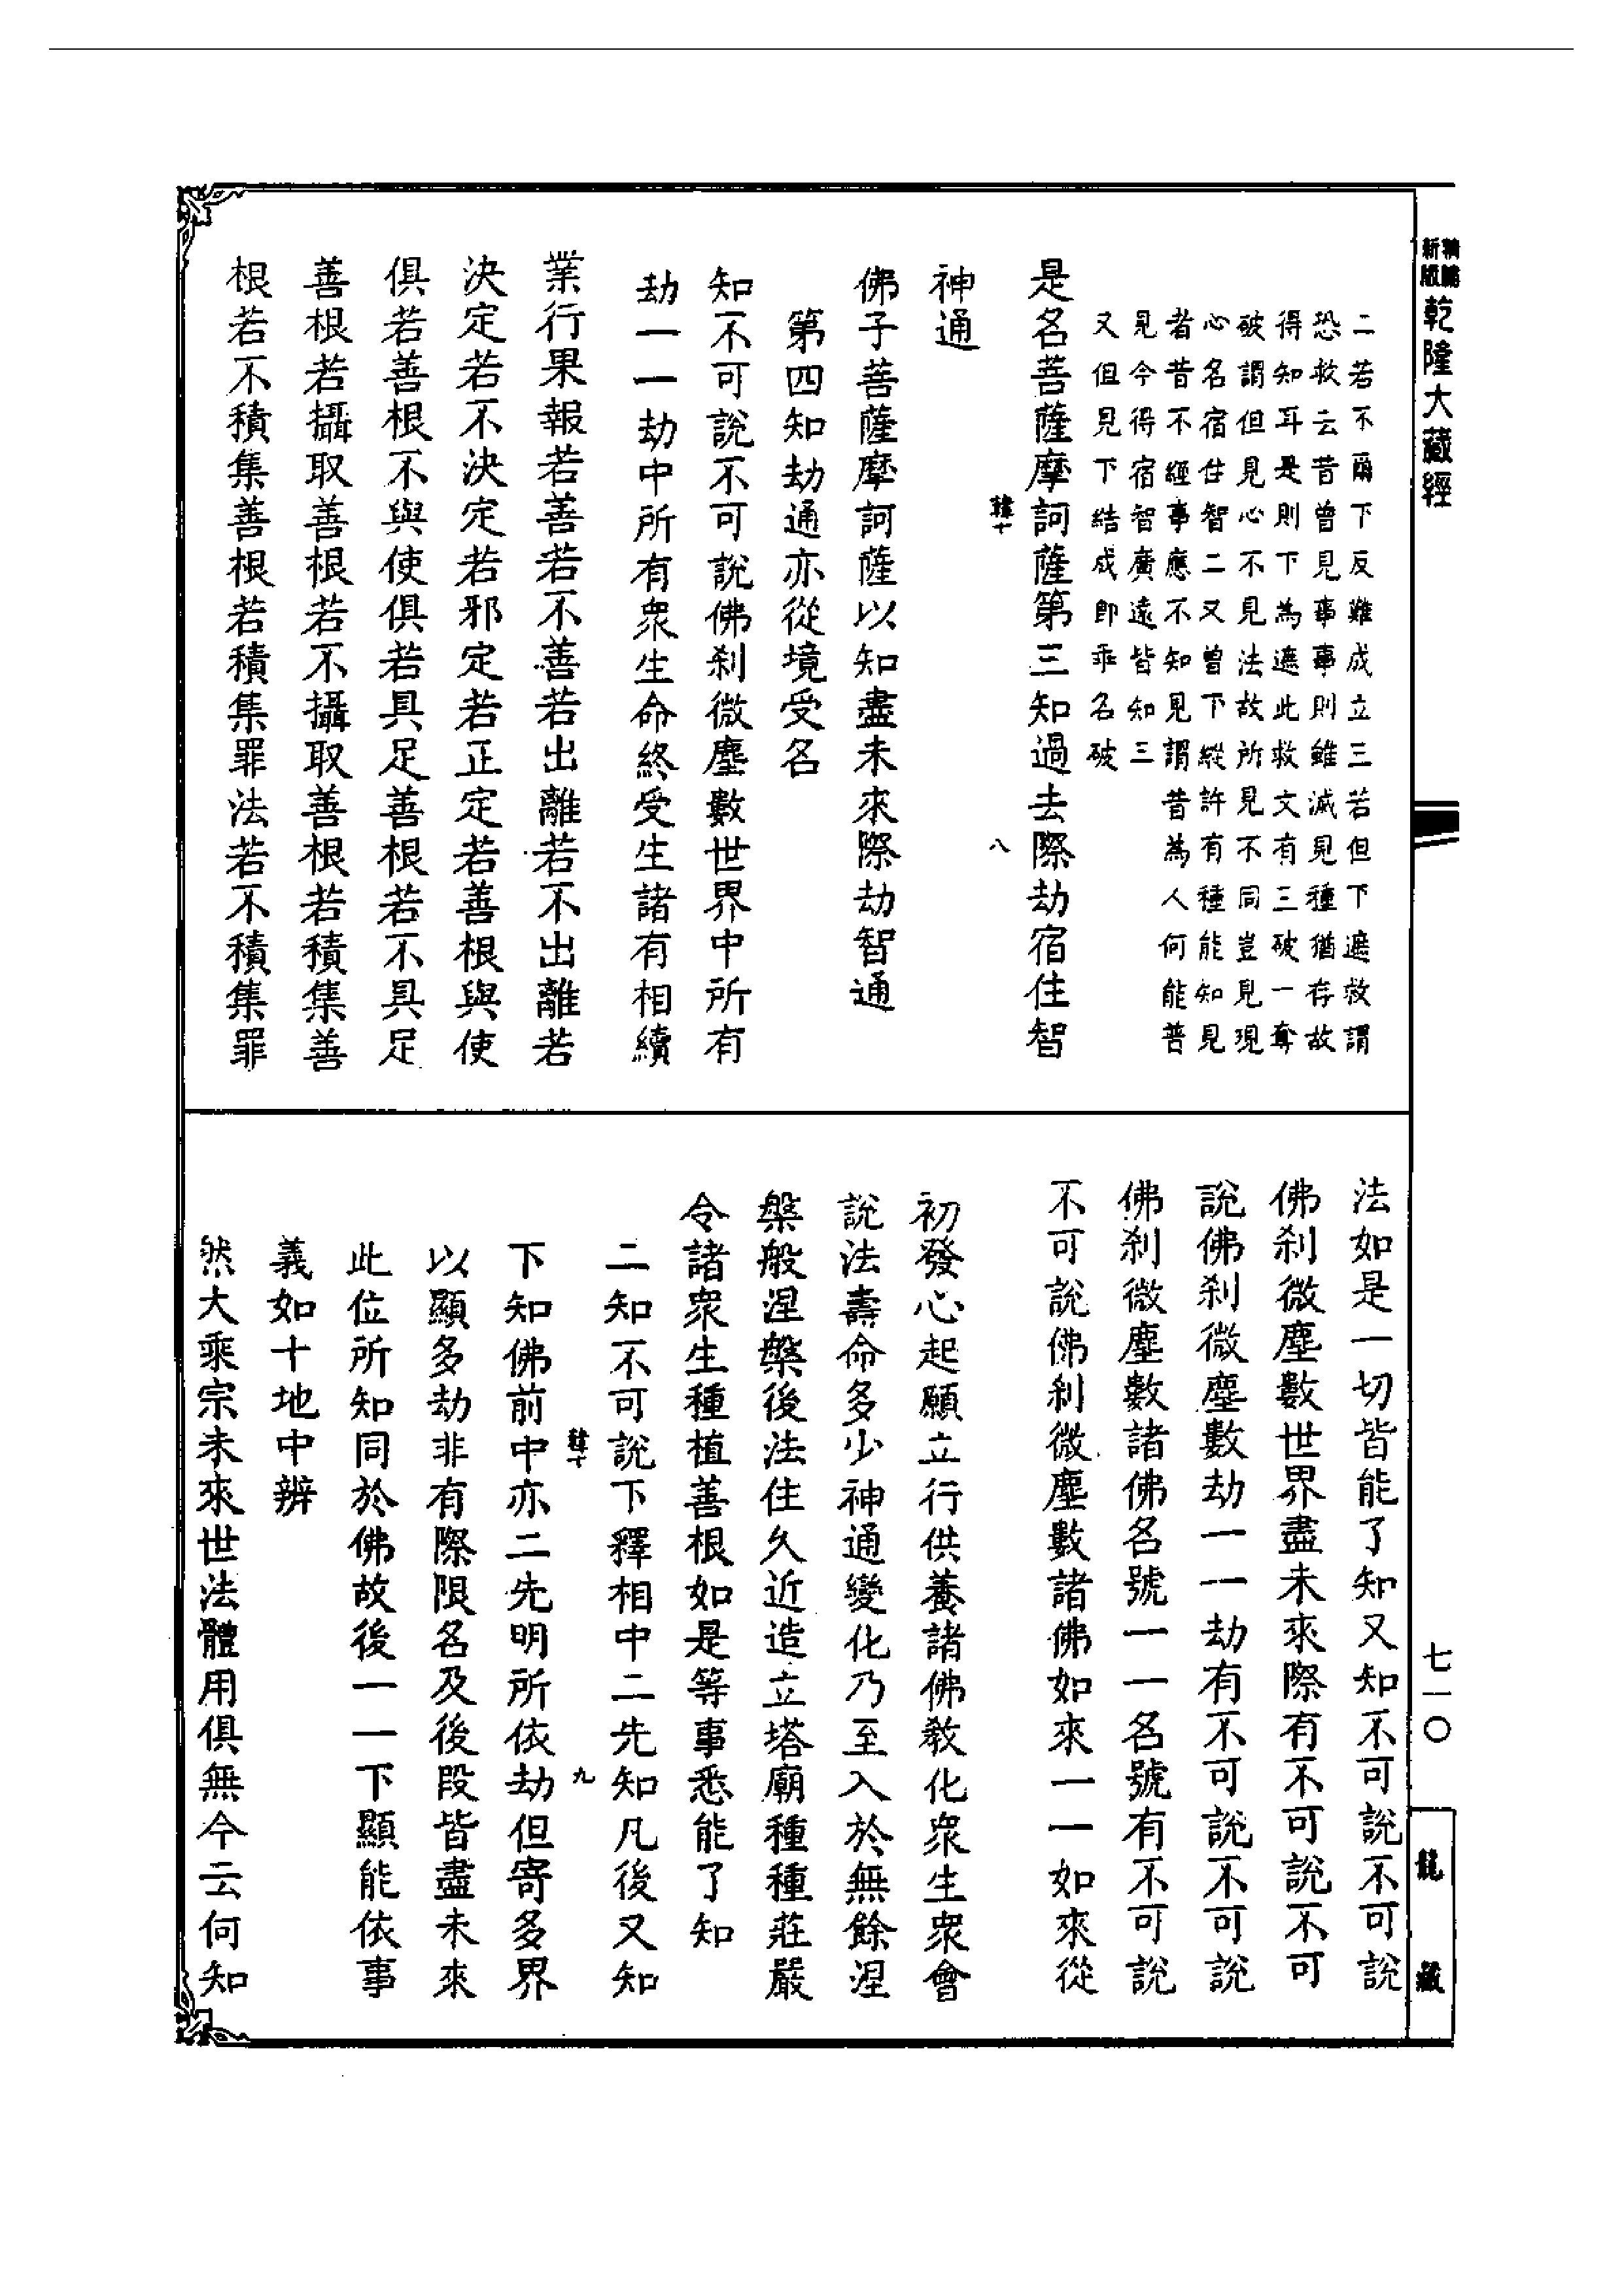 精縮
新版
乾隆大藏經
二若不爾下反難成立三若但下遮救謂
恐救云昔曾見事事則雖滅見種猶存故
得知耳是則下為遮此救文有三破一奪
破謂但見心不見法故所見不同豈見現
心名宿住智二又曾下縱許有種能知見
者昔不經事應不知見謂昔為人何能普
見今得宿智廣遠皆知三
又但見下結成即乖名破
是名菩薩摩訶薩第三知過去際劫宿住智
韓十 八
神通
佛子菩薩摩訶薩以知盡未來際劫智通
第四知劫通亦從境受名
知不可說不可說佛刹微塵數世界中所有
劫一一劫中所有眾生命終受生諸有相續
業行果報若善若不善若出離若不出離若
決定若不決定若邪定若正定若善根與使
俱若善根不與使俱若具足善根若不具足
善根若攝取善根若不攝取善根若積集善
根若不積集善根若積集罪法若不積集罪
法如是一切皆能了知又知不可說不可說
佛刹微塵數世界盡未來際有不可說不可
說佛刹微塵數劫一一劫有不可說不可說
佛刹微塵數諸佛名號一一名號有不可說
不可說佛刹微塵數諸佛如來一一如來從
初發心起願立行供養諸佛教化眾生眾會
說法壽命多少神通變化乃至入於無餘涅
槃般涅槃後法住久近造立塔廟種種莊嚴
令諸眾生種植善根如是等事悉能了知
二知不可說下釋相中二先知凡後又知
韓十 九
下知佛前中亦二先明所依劫但寄多界
以顯多劫非有際限名及後段皆盡未來
此位所知同於佛故後一一下顯能依事
義如十地中辨
然大乘宗未來世法體用俱無今云何知
七一〇
龍藏